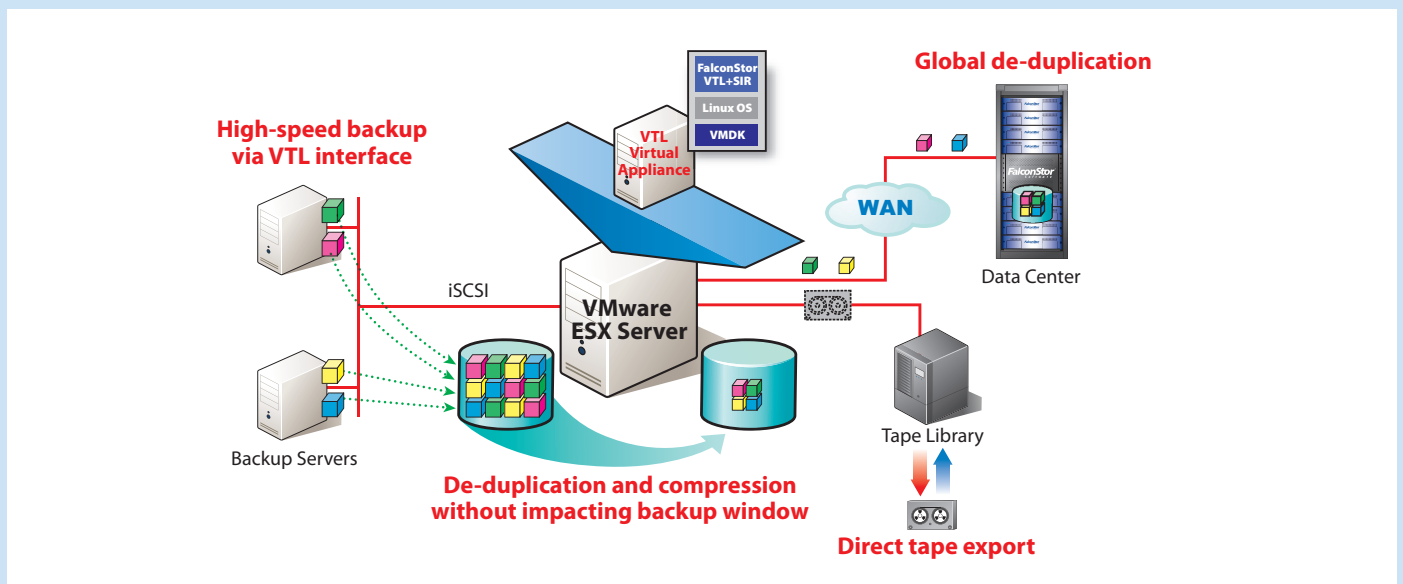 FalconStor
VTL+SIR
Linux OS
VMDK
Global de-duplication
High-speed backup
via VTL interface
VTL
Virtual
Appliance
FalconStor
WAN
Data Center
iSCSI
VMware
ESX Server
Backup Servers
Tape Library
De-duplication and compression
without impacting backup window
Direct tape export